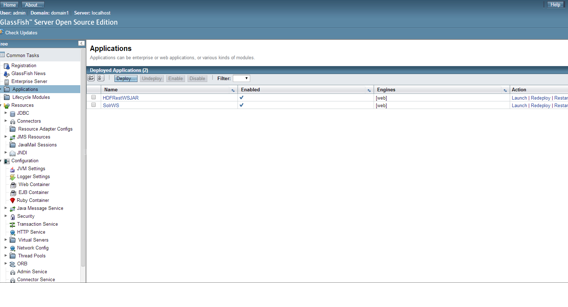 Home About... Help
User: admin Domain: domain1 Server: localhost
GlassFish™ Server Open Source Edition
Check Updates
Common Tasks
Registration
GlassFish News
Enterprise Server
Applications
Lifecycle Modules
Resources
JDBC
Connectors
Resource Adapter Configs
JMS Resources
JavaMail Sessions
JNDI
Configuration
JVM Settings
Logger Settings
Web Container
EJB Container
Ruby Container
Java Message Service
Security
Transaction Service
HTTP Service
Virtual Servers
Network Config
Thread Pools
ORB
Admin Service
Connector Service
Applications
Applications can be enterprise or web applications, or various kinds of modules.
Deployed Applications (2)
Deploy... Undeploy Enable Disable Filter:
Name Enabled Engines Action
HDFRestWSJAR [web] Launch | Redeploy | Restar
SolrWS [web] Launch | Redeploy | Restar